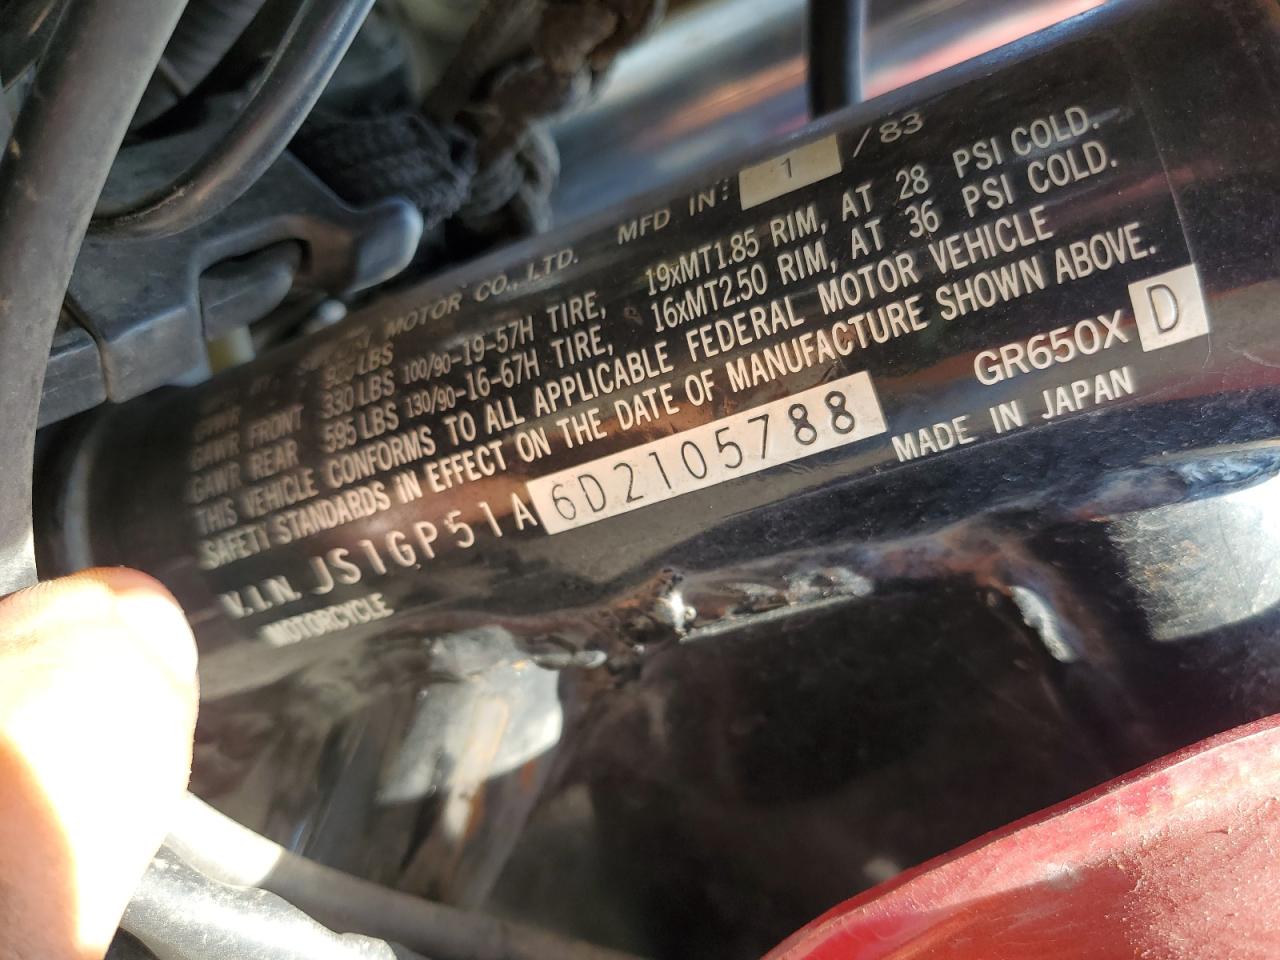 MOTOR CO., LTD. MFD IN: 1 /83
GVWR LBS
GAWR FRONT 330 LBS 100/90-19-57H TIRE, 19xMT1.85 RIM, AT 28 PSI COLD.
GAWR REAR 595 LBS 130/90-16-67H TIRE, 16xMT2.50 RIM, AT 36 PSI COLD.
THIS VEHICLE CONFORMS TO ALL APPLICABLE FEDERAL MOTOR VEHICLE
SAFETY STANDARDS IN EFFECT ON THE DATE OF MANUFACTURE SHOWN ABOVE.
V.I.N. JS1GP51A6D2105788 GR650X D
MOTORCYCLE MADE IN JAPAN